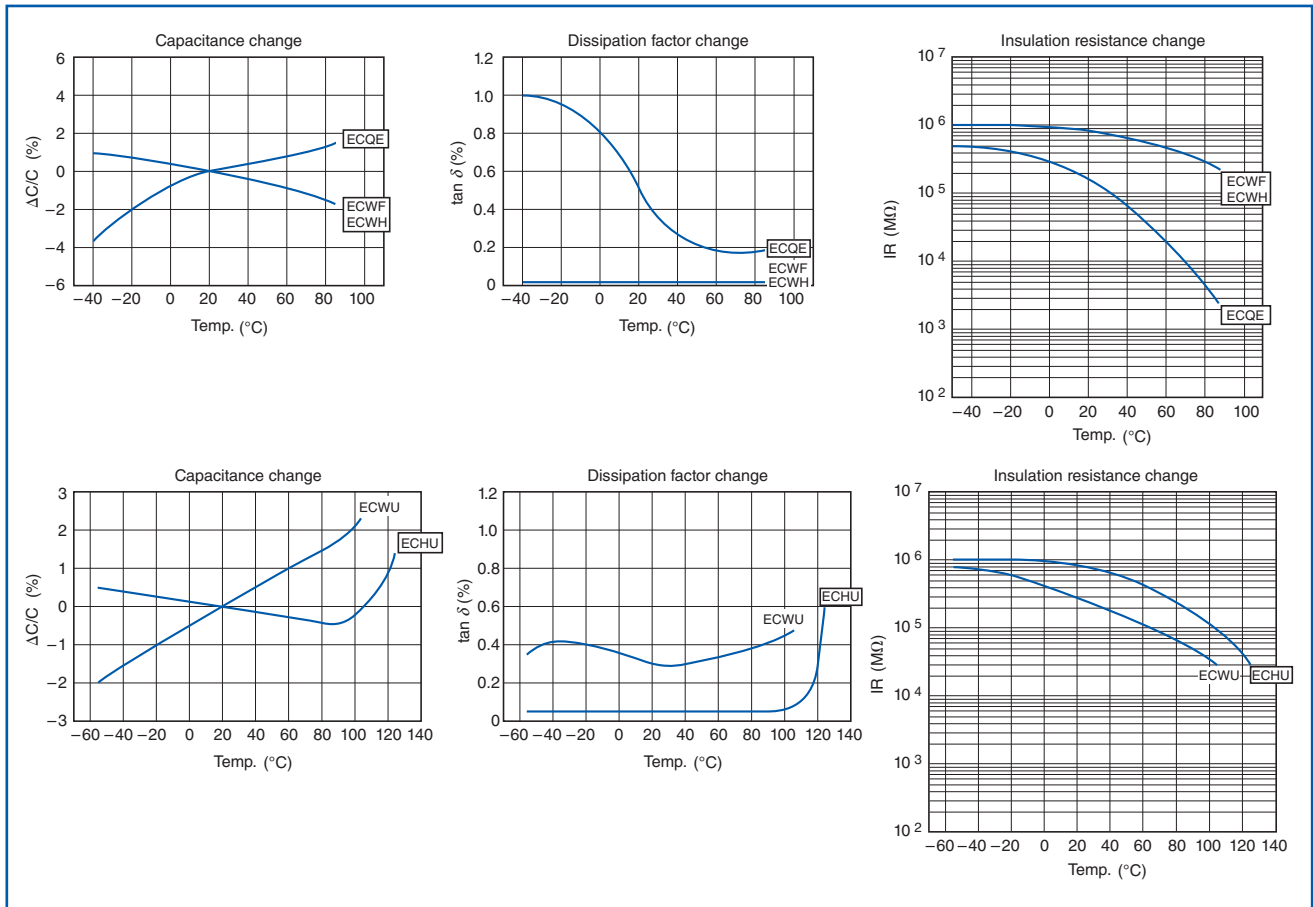 Capacitance change
6
4
2
0
−2
−4
−6
ΔC/C (%)
−40 −20 0 20 40 60 80 100
Temp. (°C)
ECQE
ECWF
ECWH
Dissipation factor change
1.2
1.0
0.8
0.6
0.4
0.2
0
tan δ (%)
−40 −20 0 20 40 60 80 100
Temp. (°C)
ECQE
ECWF
ECWH
Insulation resistance change
10 7
10 6
10 5
10 4
10 3
10 2
IR (MΩ)
−40 −20 0 20 40 60 80 100
Temp. (°C)
ECWF
ECWH
ECQE
Capacitance change
3
2
1
0
−1
−2
−3
ΔC/C (%)
−60 −40 −20 0 20 40 60 80 100 120 140
Temp. (°C)
ECWU
ECHU
Dissipation factor change
1.2
1.0
0.8
0.6
0.4
0.2
0
tan δ (%)
−60 −40 −20 0 20 40 60 80 100 120 140
Temp. (°C)
ECWU
ECHU
Insulation resistance change
10 7
10 6
10 5
10 4
10 3
10 2
IR (MΩ)
−60 −40 −20 0 20 40 60 80 100 120 140
Temp. (°C)
ECWU
ECHU